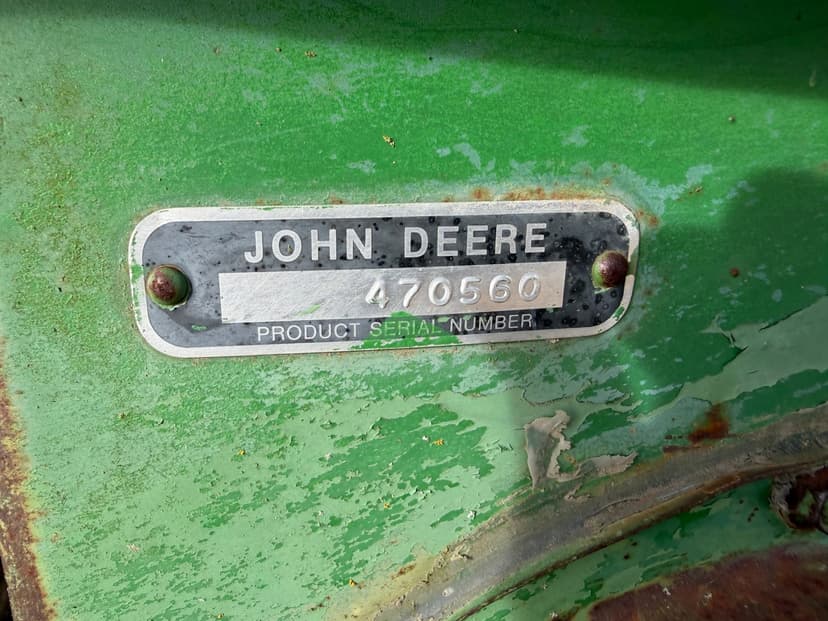 JOHN DEERE
470560
PRODUCT SERIAL NUMBER